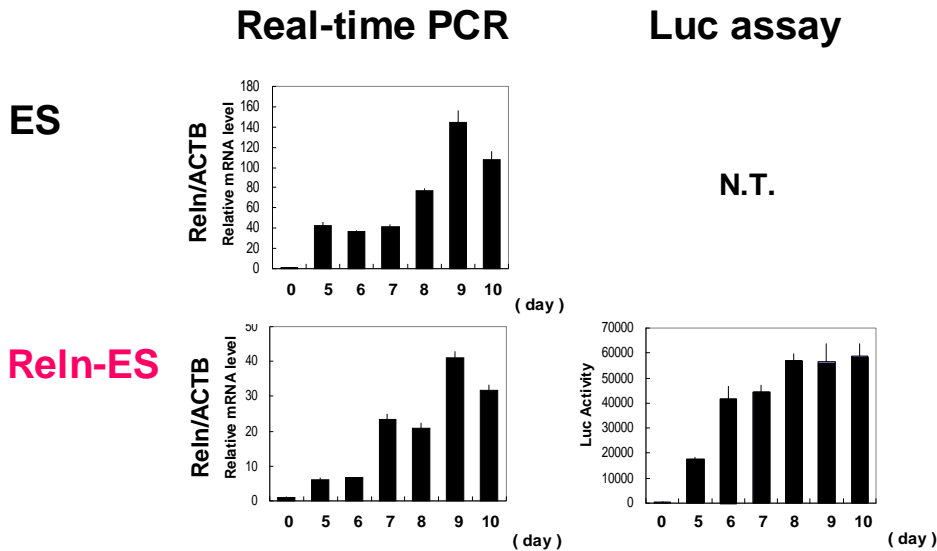 Real-time PCR
Luc assay
ES
Reln/ACTB
Relative mRNA level
180
160
140
120
100
80
60
40
20
0
0 5 6 7 8 9 10
( day )
N.T.
Reln-ES
Reln/ACTB
Relative mRNA level
50
40
30
20
10
0
0 5 6 7 8 9 10
( day )
Luc Activity
70000
60000
50000
40000
30000
20000
10000
0
0 5 6 7 8 9 10
( day )